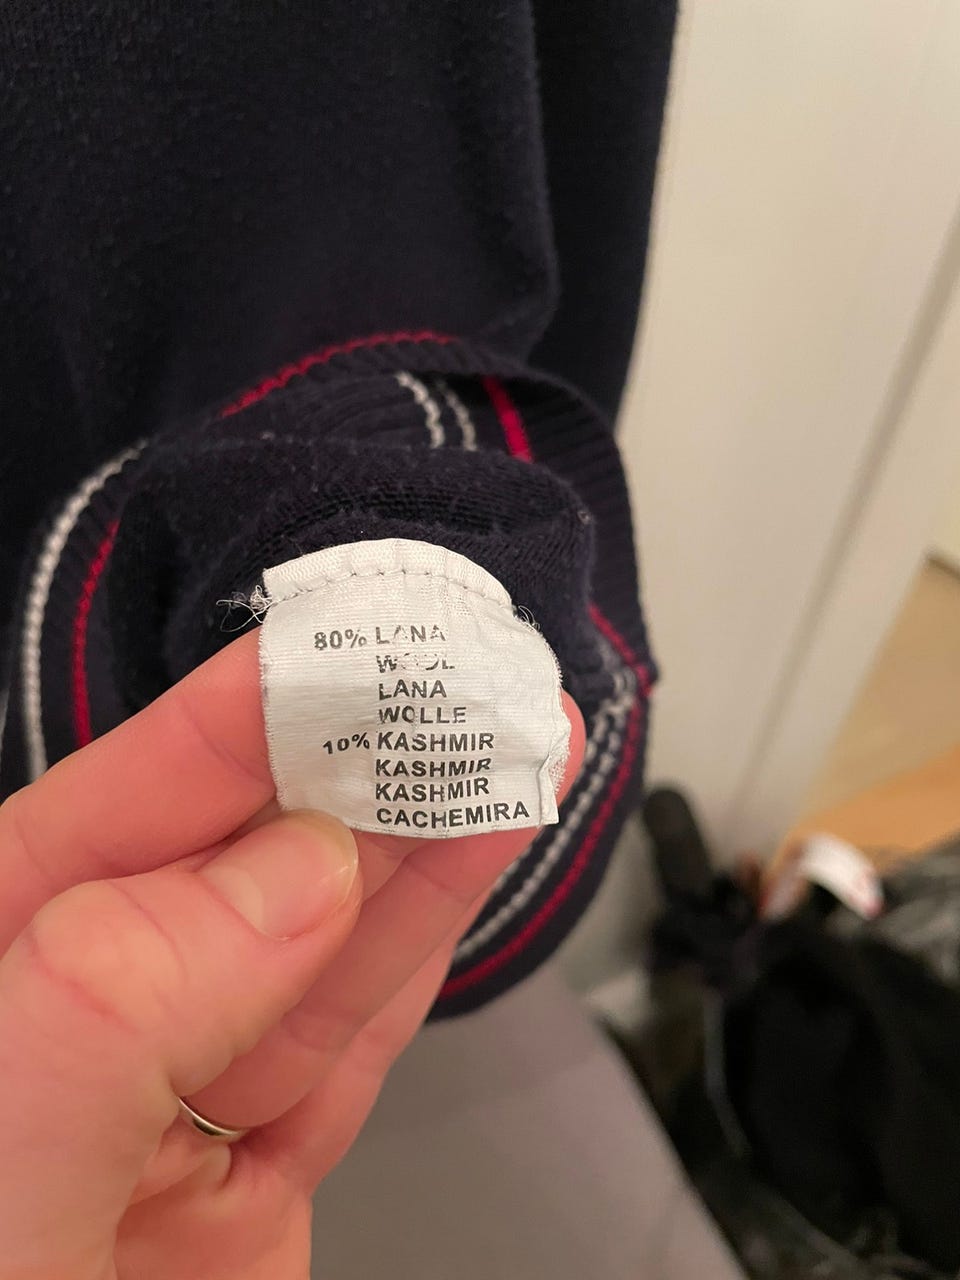 80% LANA
WOOL
LANA
WOLLE
10% KASHMIR
KASHMIR
KASHMIR
CACHEMIRA